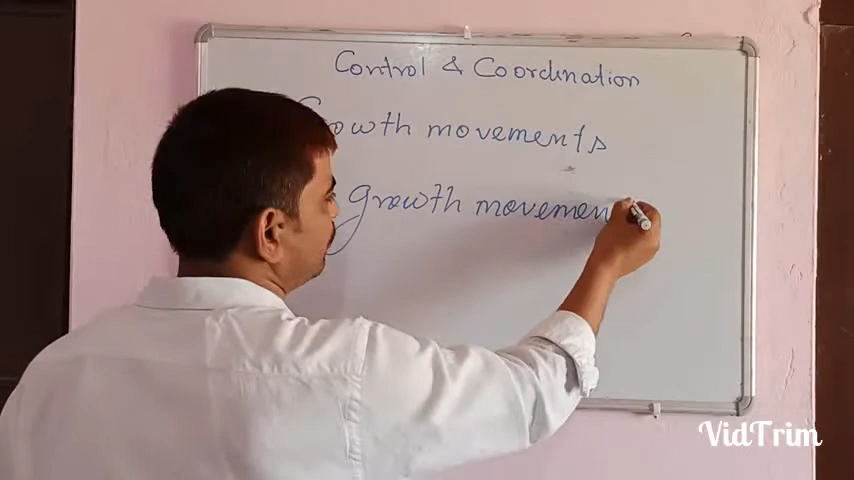 Control & Coordination
Growth movements
growth movemen
VidTrim